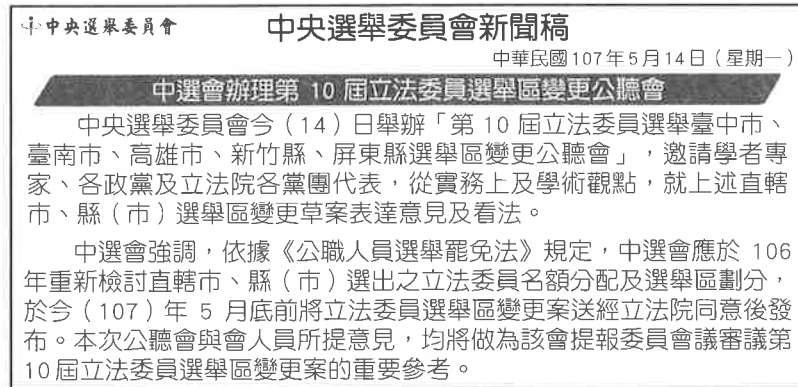 中央選舉委員會
中央選舉委員會新聞稿
中華民國107年5月14日（星期一）
中選會辦理第 10 屆立法委員選舉區變更公聽會
中央選舉委員會今（14）日舉辦「第 10 屆立法委員選舉臺中市、
臺南市、高雄市、新竹縣、屏東縣選舉區變更公聽會」，邀請學者專
家、各政黨及立法院各黨團代表，從實務上及學術觀點，就上述直轄
市、縣（市）選舉區變更草案表達意見及看法。
中選會強調，依據《公職人員選舉罷免法》規定，中選會應於 106
年重新檢討直轄市、縣（市）選出之立法委員名額分配及選舉區劃分，
於今（107）年 5 月底前將立法委員選舉區變更案送經立法院同意後發
布。本次公聽會與會人員所提意見，均將做為該會提報委員會議審議第
10屆立法委員選舉區變更案的重要參考。